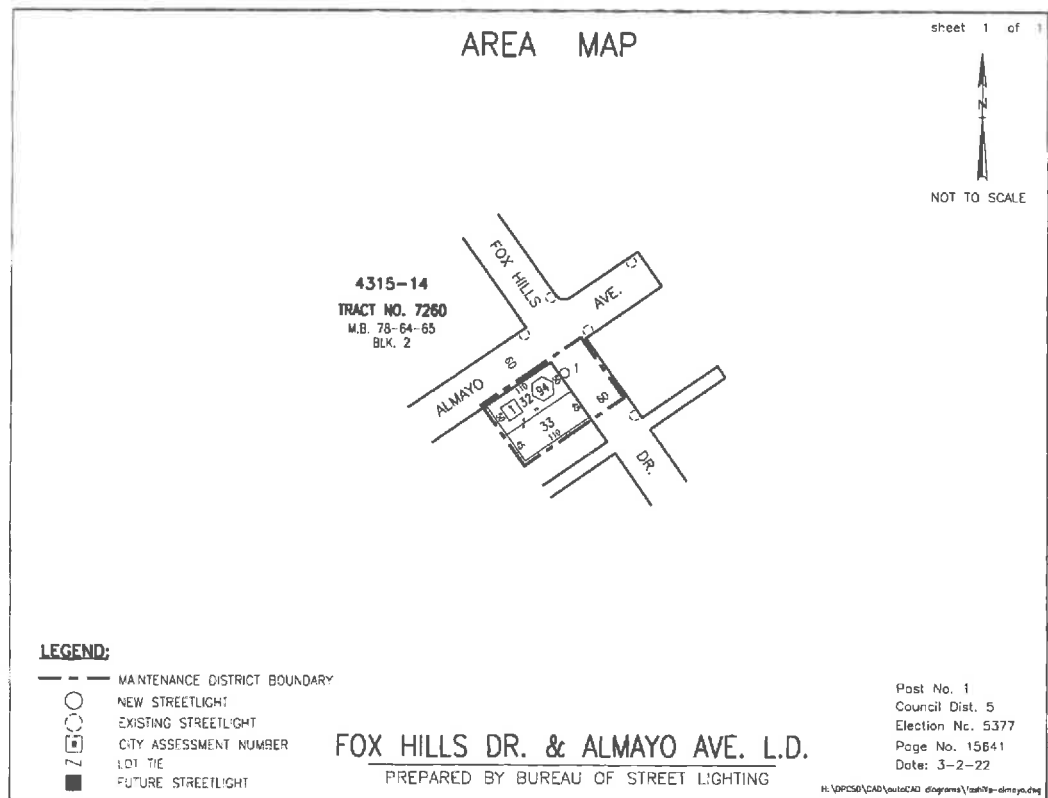 sheet 1 of 1
AREA MAP
N
NOT TO SCALE
FOX HILLS
AVE.
4315-14
TRACT NO. 7260
M.B. 78-64-65
BLK. 2
60
ALMAYO
110
1
32
94
1
60
33
110
DR.
LEGEND:
MAINTENANCE DISTRICT BOUNDARY
NEW STREETLIGHT
EXISTING STREETLIGHT
CITY ASSESSMENT NUMBER
LOT TIE
FUTURE STREETLIGHT
FOX HILLS DR. & ALMAYO AVE. L.D.
PREPARED BY BUREAU OF STREET LIGHTING
Post No. 1
Council Dist. 5
Election No. 5377
Page No. 15641
Date: 3-2-22